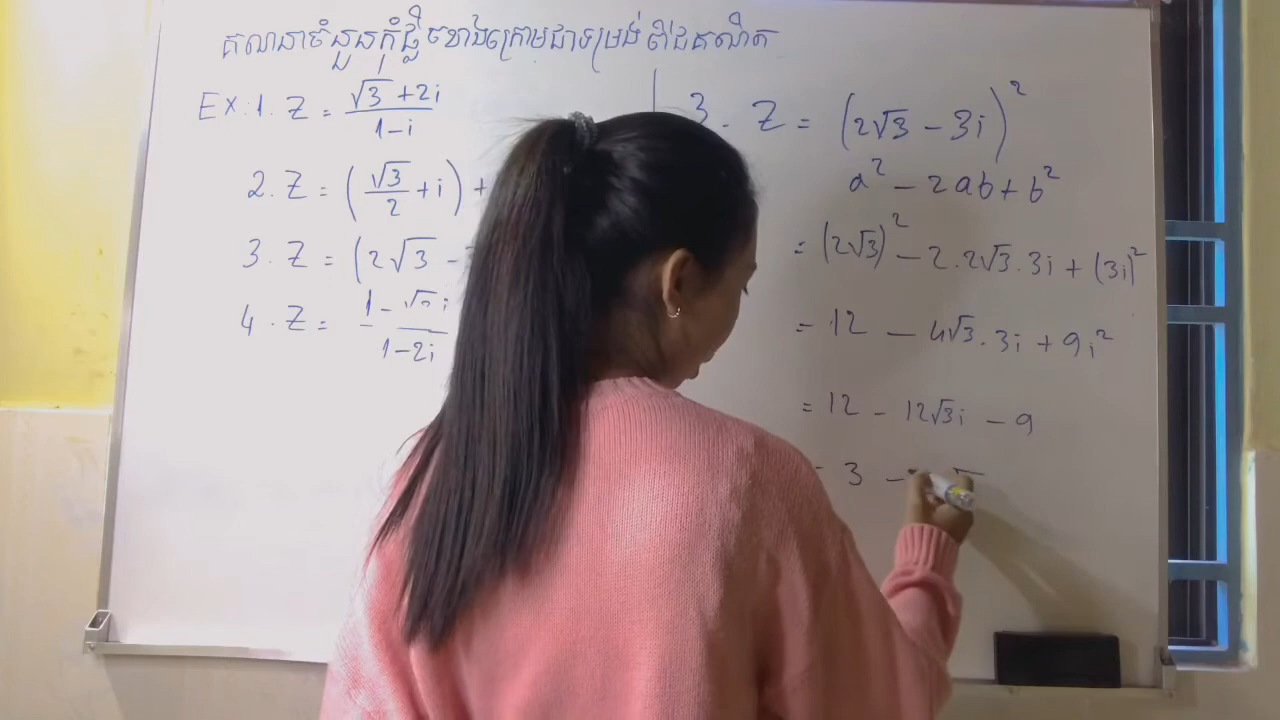 គណនាចំនួនកុំផ្លិចខាងក្រោមជាទម្រង់ពីជគណិត
Ex: 1. Z = (√3 + 2i)/(1 - i)
2. Z = (√3/2 + i) +
3. Z = (2√3 -
4. Z = (1 - √2 i)/(1 - 2i)
3. Z = (2√3 - 3i)²
a² - 2ab + b²
= (2√3)² - 2.2√3.3i + (3i)²
= 12 - 4√3.3i + 9i²
= 12 - 12√3i - 9
= 3 -